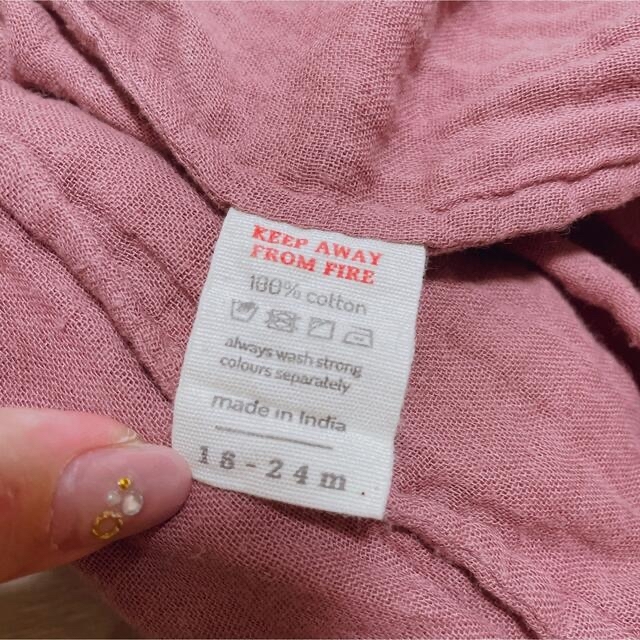 KEEP AWAY
FROM FIRE
100% cotton
always wash strong
colours separately
made in India
18-24m